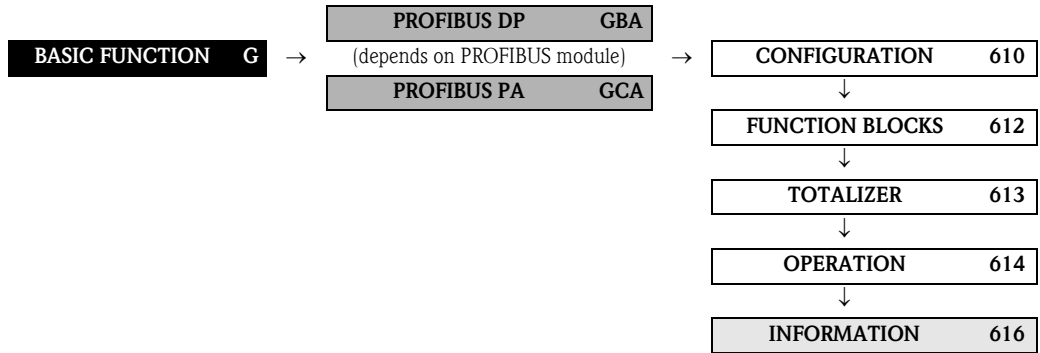 PROFIBUS DP GBA
BASIC FUNCTION G → (depends on PROFIBUS module) → CONFIGURATION 610
PROFIBUS PA GCA ↓
FUNCTION BLOCKS 612
↓
TOTALIZER 613
↓
OPERATION 614
↓
INFORMATION 616